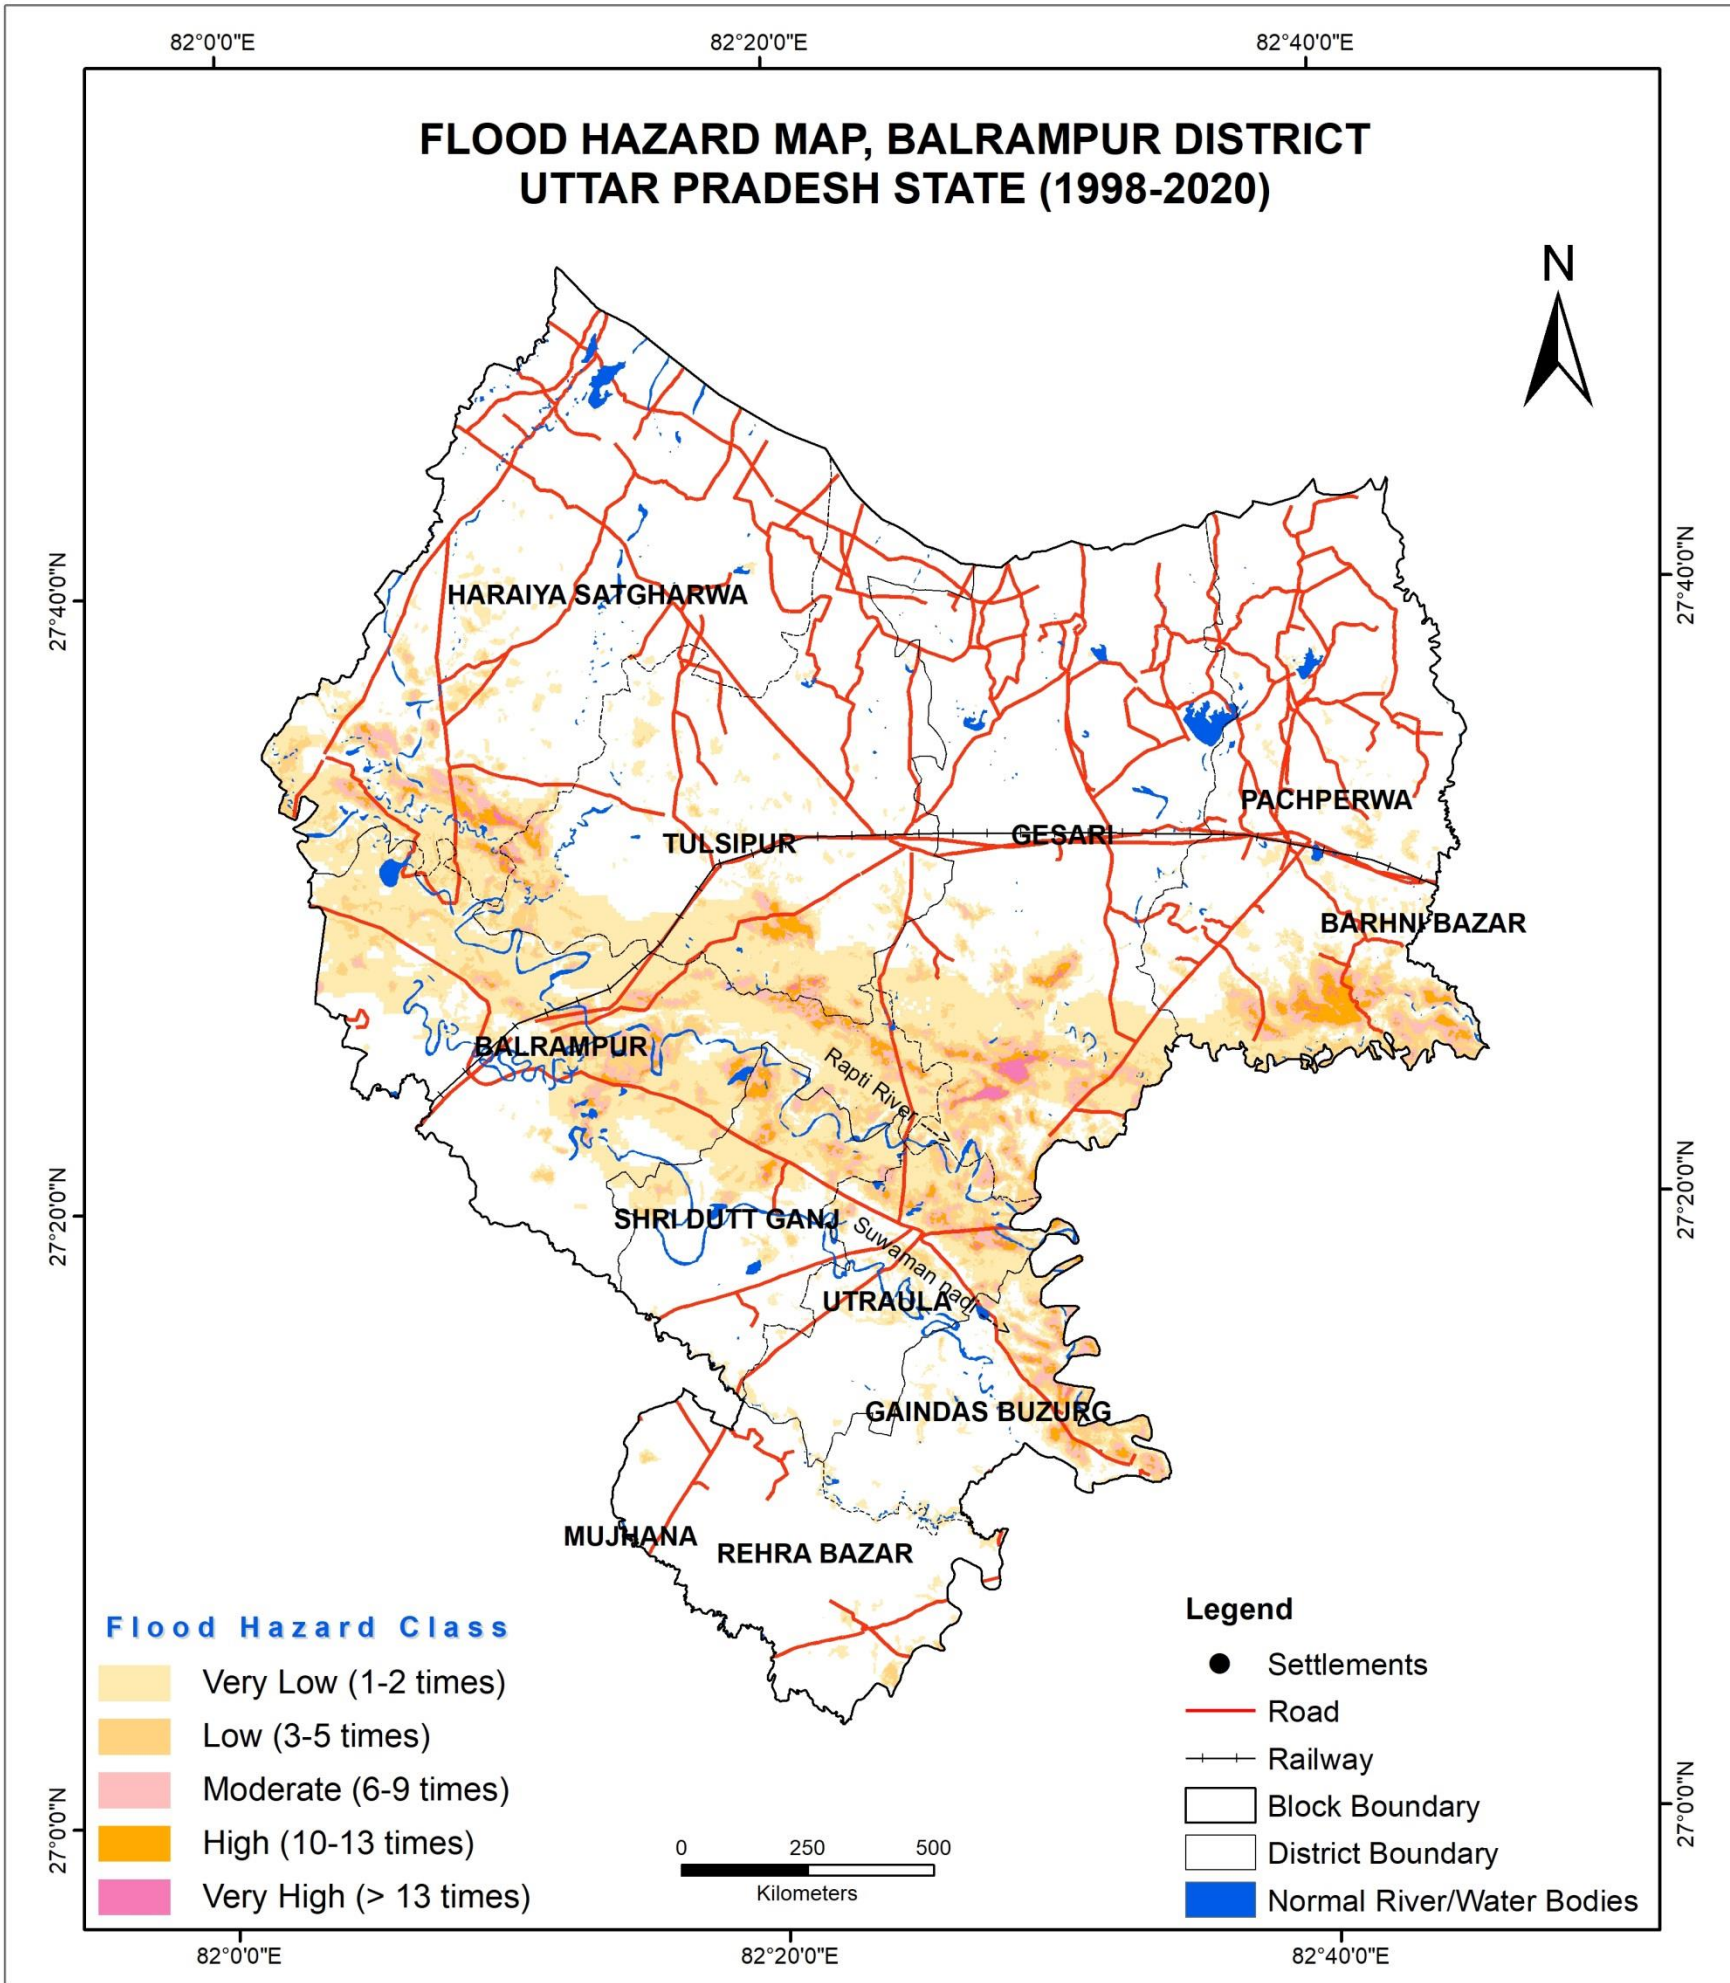 82°0'0"E
82°20'0"E
82°40'0"E
FLOOD HAZARD MAP, BALRAMPUR DISTRICT
UTTAR PRADESH STATE (1998-2020)
N
27°40'0"N
27°40'0"N
HARAIYA SATGHARWA
PACHPERWA
TULSIPUR
GESARI
BARHNI BAZAR
BALRAMPUR
Rapti River
27°20'0"N
27°20'0"N
SHRI DUTT GANJ
Suwaman nadi
UTRAULA
GAINDAS BUZURG
MUJHANA
REHRA BAZAR
Flood Hazard Class
Very Low (1-2 times)
Low (3-5 times)
Moderate (6-9 times)
High (10-13 times)
Very High (> 13 times)
0 250 500
Kilometers
Legend
Settlements
Road
Railway
Block Boundary
District Boundary
Normal River/Water Bodies
27°0'0"N
27°0'0"N
82°0'0"E
82°20'0"E
82°40'0"E